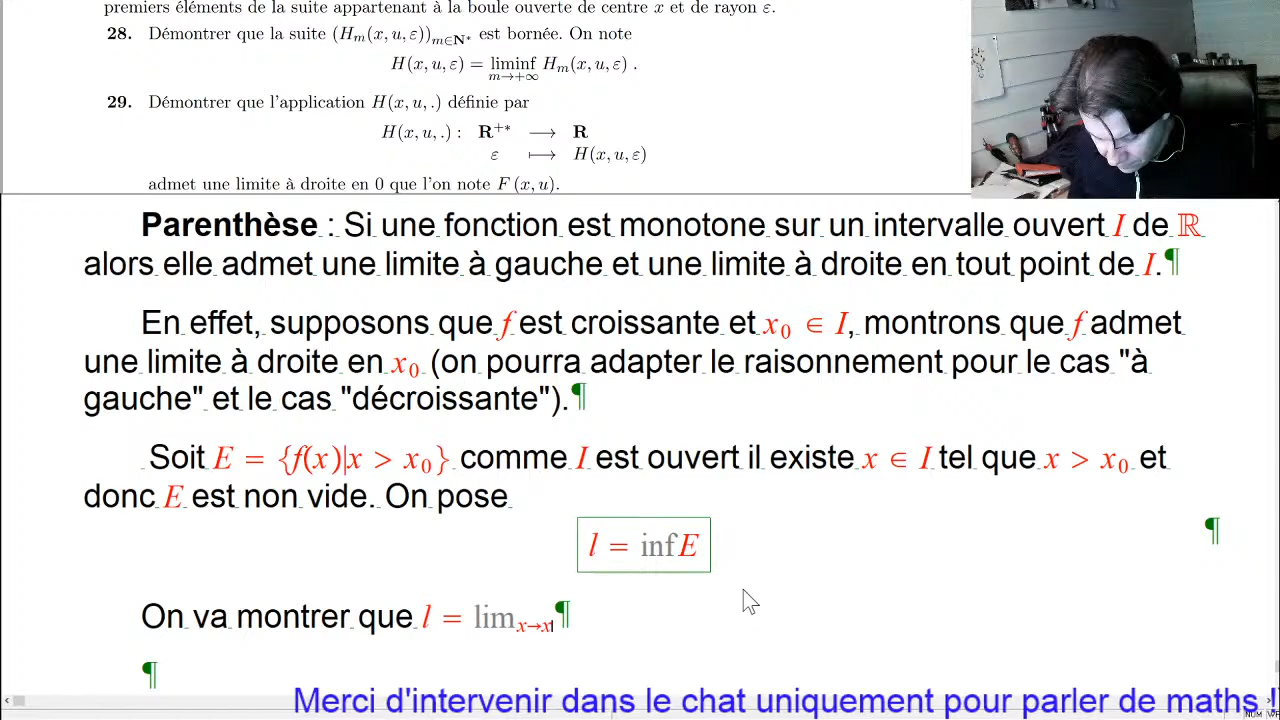 premiers éléments de la suite appartenant à la boule ouverte de centre x et de rayon ε.
28. Démontrer que la suite (Hₘ(x, u, ε))ₘ∈N* est bornée. On note
H(x, u, ε) = liminf Hₘ(x, u, ε) .
m→+∞
29. Démontrer que l'application H(x, u, .) définie par
H(x, u, .) : R⁺* ⟶ R
ε ⟼ H(x, u, ε)
admet une limite à droite en 0 que l'on note F (x, u).
Parenthèse : Si une fonction est monotone sur un intervalle ouvert I de ℝ
alors elle admet une limite à gauche et une limite à droite en tout point de I.¶
En effet, supposons que f est croissante et x₀ ∈ I, montrons que f admet
une limite à droite en x₀ (on pourra adapter le raisonnement pour le cas "à
gauche" et le cas "décroissante").¶
Soit E = {f(x)|x > x₀} comme I est ouvert il existe x ∈ I tel que x > x₀ et
donc E est non vide. On pose
l = inf E ¶
On va montrer que l = lim x→x ¶
¶
Merci d'intervenir dans le chat uniquement pour parler de maths !